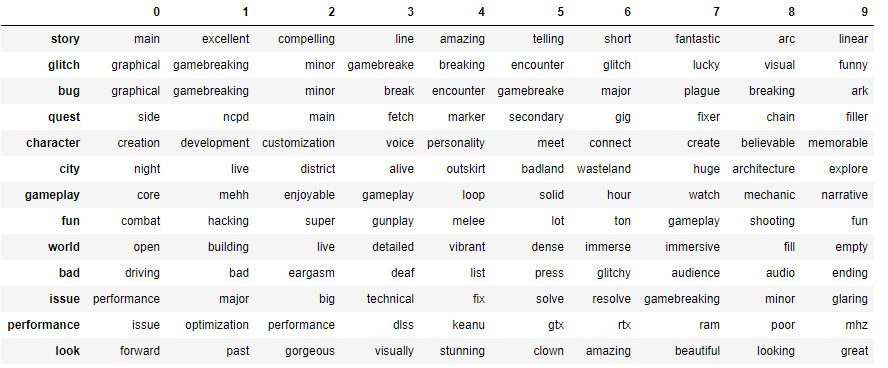 0 1 2 3 4 5 6 7 8 9
story main excellent compelling line amazing telling short fantastic arc linear
glitch graphical gamebreaking minor gamebreake breaking encounter glitch lucky visual funny
bug graphical gamebreaking minor break encounter gamebreake major plague breaking ark
quest side ncpd main fetch marker secondary gig fixer chain filler
character creation development customization voice personality meet connect create believable memorable
city night live district alive outskirt badland wasteland huge architecture explore
gameplay core mehh enjoyable gameplay loop solid hour watch mechanic narrative
fun combat hacking super gunplay melee lot ton gameplay shooting fun
world open building live detailed vibrant dense immerse immersive fill empty
bad driving bad eargasm deaf list press glitchy audience audio ending
issue performance major big technical fix solve resolve gamebreaking minor glaring
performance issue optimization performance dlss keanu gtx rtx ram poor mhz
look forward past gorgeous visually stunning clown amazing beautiful looking great